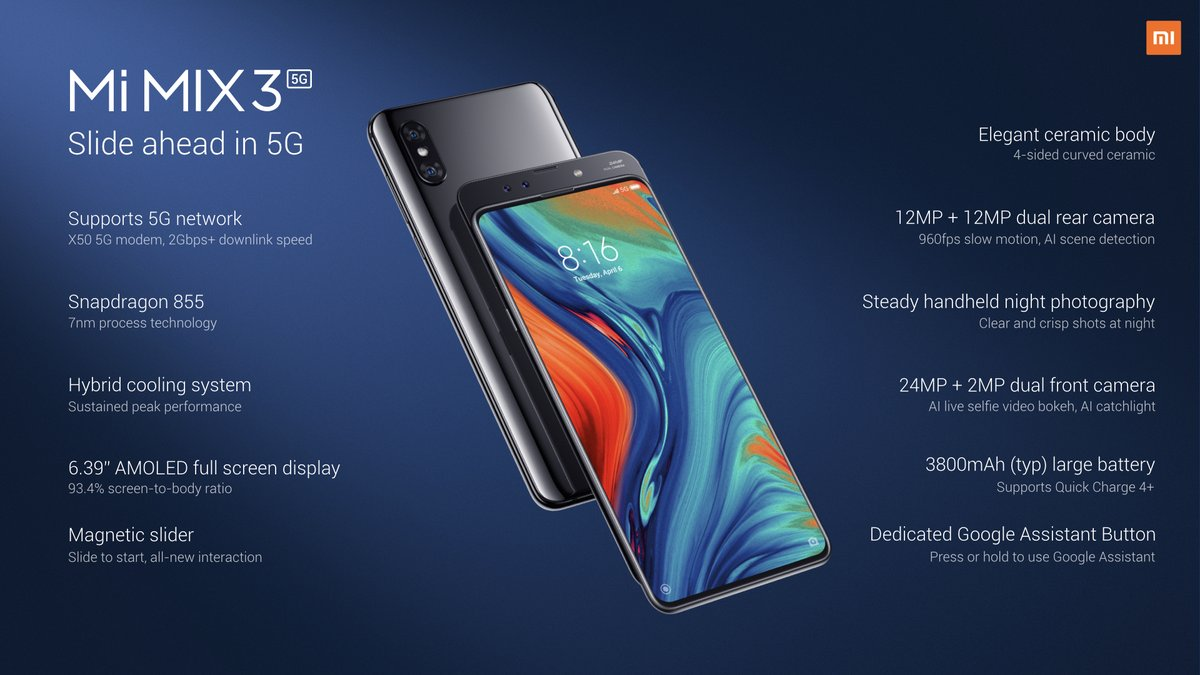 mi
Mi MIX 3 5G
Slide ahead in 5G
Supports 5G network
X50 5G modem, 2Gbps+ downlink speed
Snapdragon 855
7nm process technology
Hybrid cooling system
Sustained peak performance
6.39" AMOLED full screen display
93.4% screen-to-body ratio
Magnetic slider
Slide to start, all-new interaction
24MP
DUAL CAMERA
5G
8:16
Tuesday, April 6
Elegant ceramic body
4-sided curved ceramic
12MP + 12MP dual rear camera
960fps slow motion, AI scene detection
Steady handheld night photography
Clear and crisp shots at night
24MP + 2MP dual front camera
AI live selfie video bokeh, AI catchlight
3800mAh (typ) large battery
Supports Quick Charge 4+
Dedicated Google Assistant Button
Press or hold to use Google Assistant